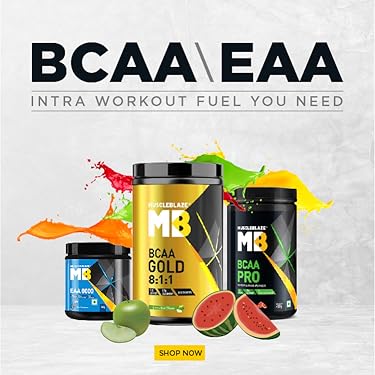 BCAA\EAA
INTRA WORKOUT FUEL YOU NEED
MUSCLEBLAZE
MB
BCAA
GOLD
8:1:1
MUSCLEBLAZE
MB
BCAA
PRO
MB
EAA 9000
SHOP NOW